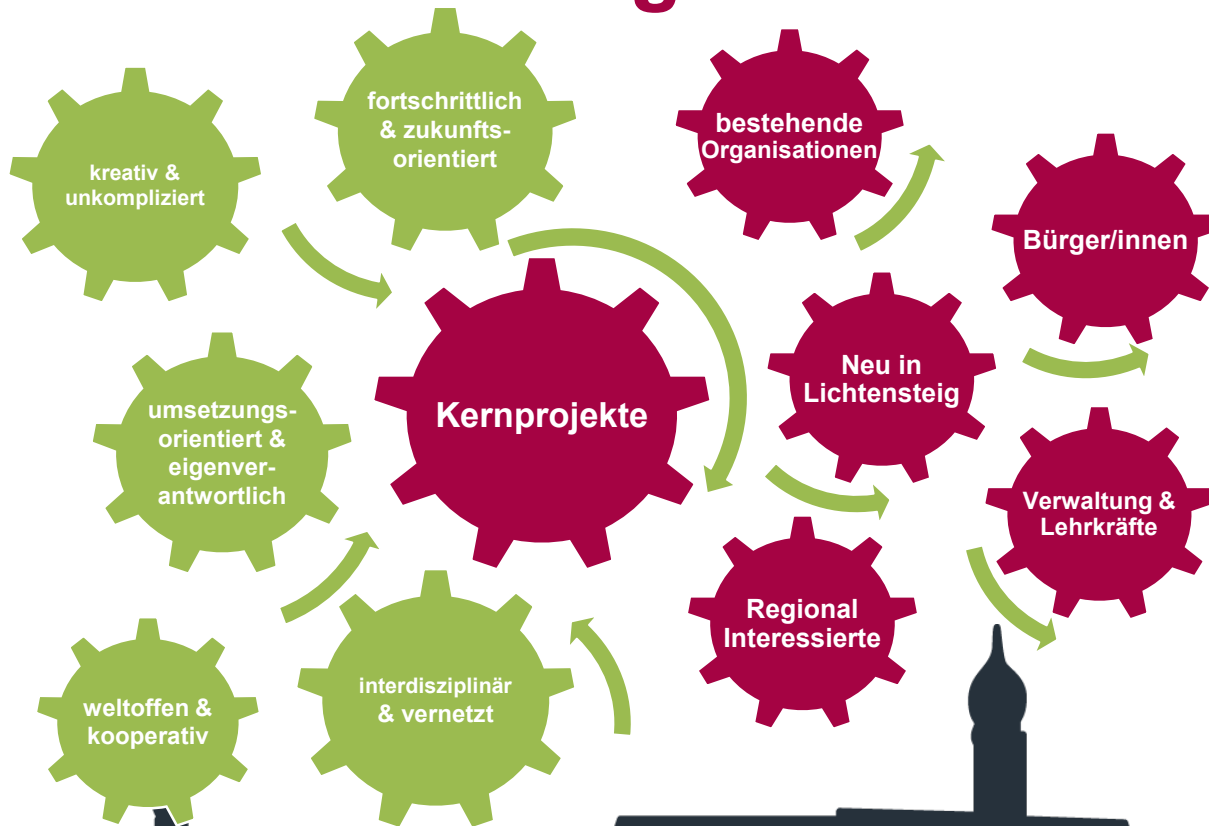 kreativ &
unkompliziert
fortschrittlich
& zukunfts-
orientiert
bestehende
Organisationen
Bürger/innen
umsetzungs-
orientiert &
eigenver-
antwortlich
Kernprojekte
Neu in
Lichtensteig
Verwaltung &
Lehrkräfte
Regional
Interessierte
weltoffen &
kooperativ
interdisziplinär
& vernetzt